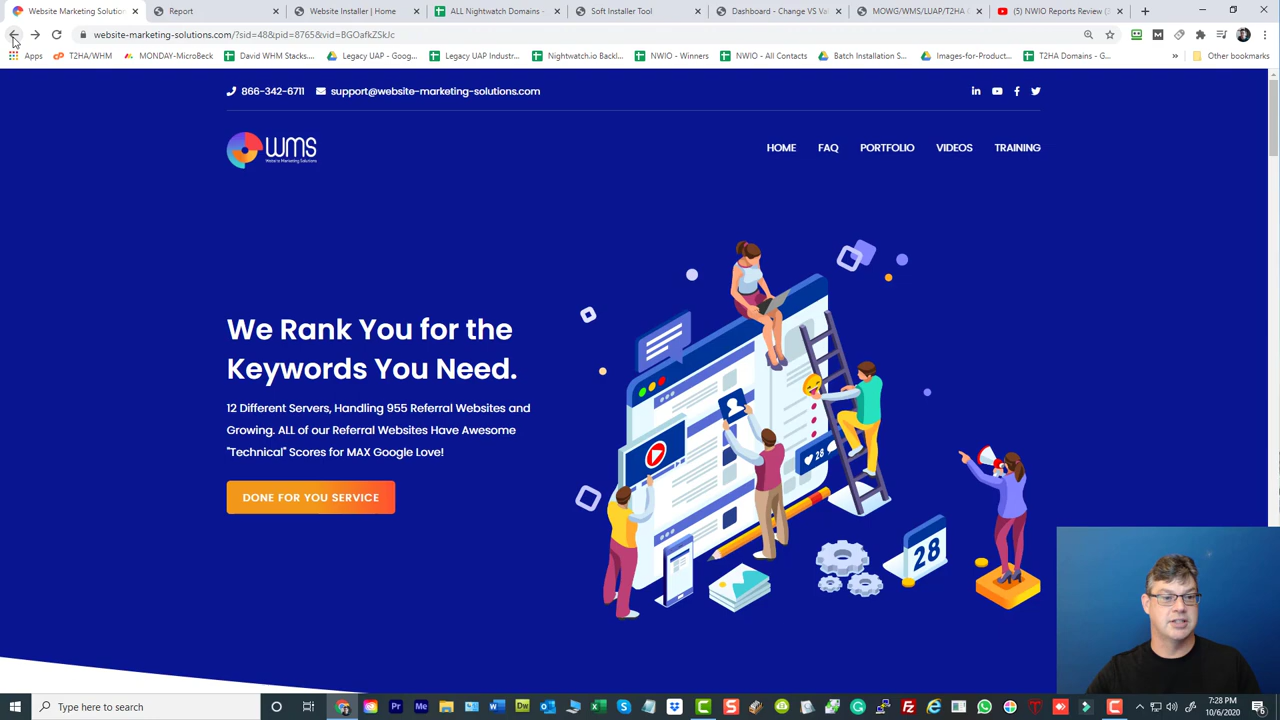 Website Marketing Solution
Report
Website Installer | Home
ALL Nightwatch Domains -
Soft Installer Tool
Dashboard - Change VS Val
MOWG/WMS/LUAP/T2HA (
(5) NWIO Reports Review (
website-marketing-solutions.com/?sid=48&pid=8765&vid=BGOafkZSkJc
Apps
T2HA/WHM
MONDAY-MicroBeck
David WHM Stacks....
Legacy UAP - Goog...
Legacy UAP Industr...
Nightwatch.io Backl...
NWIO - Winners
NWIO - All Contacts
Batch Installation S...
Images-for-Product...
T2HA Domains - G...
»
Other bookmarks
866-342-6711
support@website-marketing-solutions.com
wms
Website Marketing Solutions
HOME
FAQ
PORTFOLIO
VIDEOS
TRAINING
We Rank You for the
Keywords You Need.
12 Different Servers, Handling 955 Referral Websites and
Growing. ALL of our Referral Websites Have Awesome
"Technical" Scores for MAX Google Love!
DONE FOR YOU SERVICE
28
28
Type here to search
7:28 PM
10/6/2020